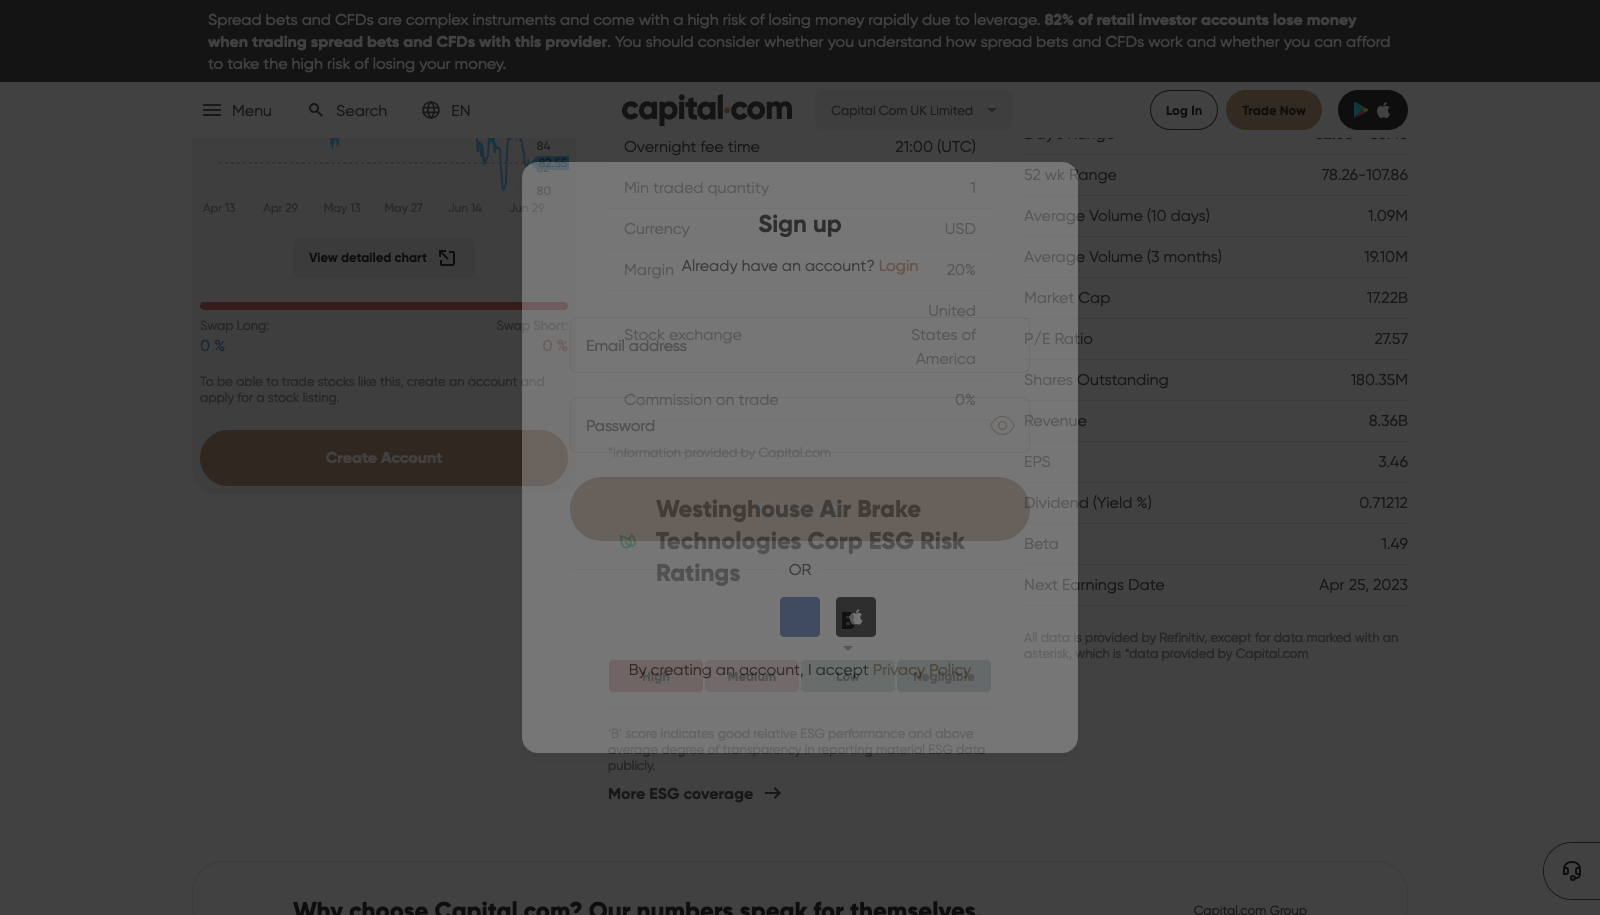 Spread bets and CFDs are complex instruments and come with a high risk of losing money rapidly due to leverage. 82% of retail investor accounts lose money
when trading spread bets and CFDs with this provider. You should consider whether you understand how spread bets and CFDs work and whether you can afford
to take the high risk of losing your money.
Menu
Search
EN
capital.com
Capital Com UK Limited
Log In
Trade Now
84
82.55
80
Apr 13
Apr 29
May 13
May 27
Jun 14
Jun 29
View detailed chart
Swap Long:
Swap Short:
0 %
0 %
To be able to trade stocks like this, create an account and
apply for a stock listing.
Create Account
Overnight fee time
21:00 (UTC)
Min traded quantity
1
Currency
USD
Margin
20%
Stock exchange
United
States of
America
Commission on trade
0%
*Information provided by Capital.com
Westinghouse Air Brake
Technologies Corp ESG Risk
Ratings
B
High
Medium
Low
Negligible
'B' score indicates good relative ESG performance and above
average degree of transparency in reporting material ESG data
publicly.
More ESG coverage
Sign up
Already have an account? Login
Email address
Password
OR
By creating an account, I accept Privacy Policy
Day's Range
52 wk Range
78.26-107.86
Average Volume (10 days)
1.09M
Average Volume (3 months)
19.10M
Market Cap
17.22B
P/E Ratio
27.57
Shares Outstanding
180.35M
Revenue
8.36B
EPS
3.46
Dividend (Yield %)
0.71212
Beta
1.49
Next Earnings Date
Apr 25, 2023
All data is provided by Refinitiv, except for data marked with an
asterisk, which is *data provided by Capital.com
Why choose Capital.com? Our numbers speak for themselves
Capital.com Group